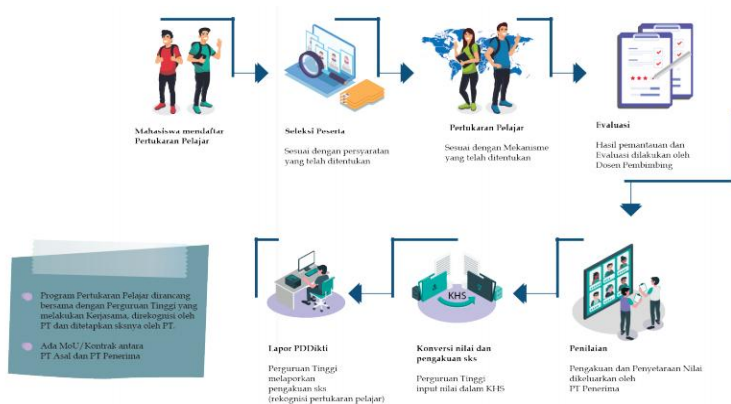 Mahasiswa mendaftar
Pertukaran Pelajar
Seleksi Peserta
Sesuai dengan persyaratan
yang telah ditentukan
Pertukaran Pelajar
Sesuai dengan Mekanisme
yang telah ditentukan
Evaluasi
Hasil pemantauan dan
Evaluasi dilakukan oleh
Dosen Pembimbing
Program Pertukaran Pelajar dirancang
bersama dengan Perguruan Tinggi yang
melakukan Kerjasama, direkognisi oleh
PT dan ditetapkan sksnya oleh PT.
Ada MoU/Kontrak antara
PT Asal dan PT Penerima
Lapor PDDikti
Perguruan Tinggi
melaporkan
pengakuan sks
(rekognisi pertukaran pelajar)
KHS
Konversi nilai dan
pengakuan sks
Perguruan Tinggi
input nilai dalam KHS
Penilaian
Pengakuan dan Penyetaraan Nilai
dikeluarkan oleh
PT Penerima